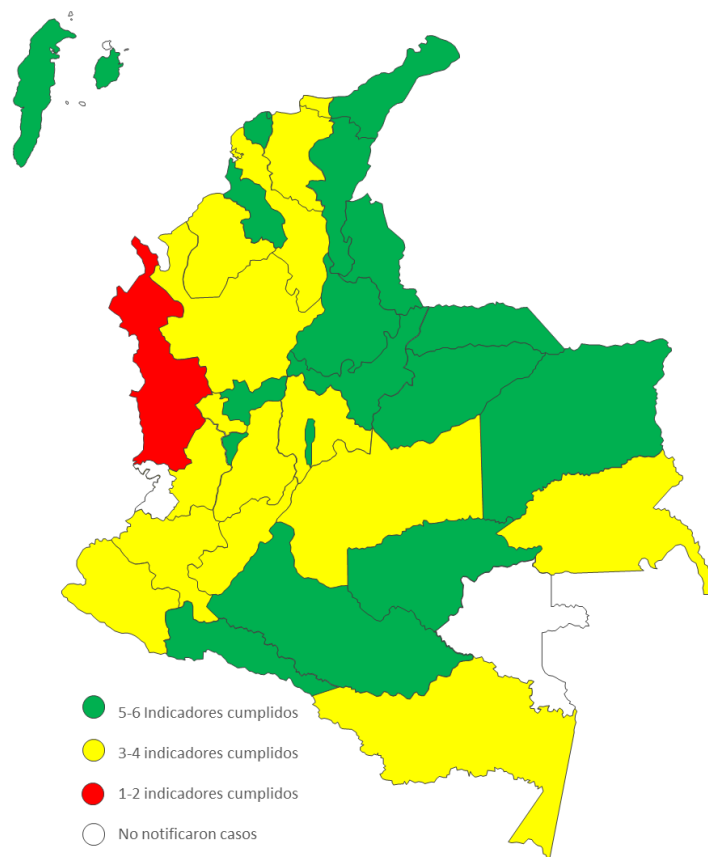 5-6 Indicadores cumplidos
3-4 indicadores cumplidos
1-2 indicadores cumplidos
No notificaron casos